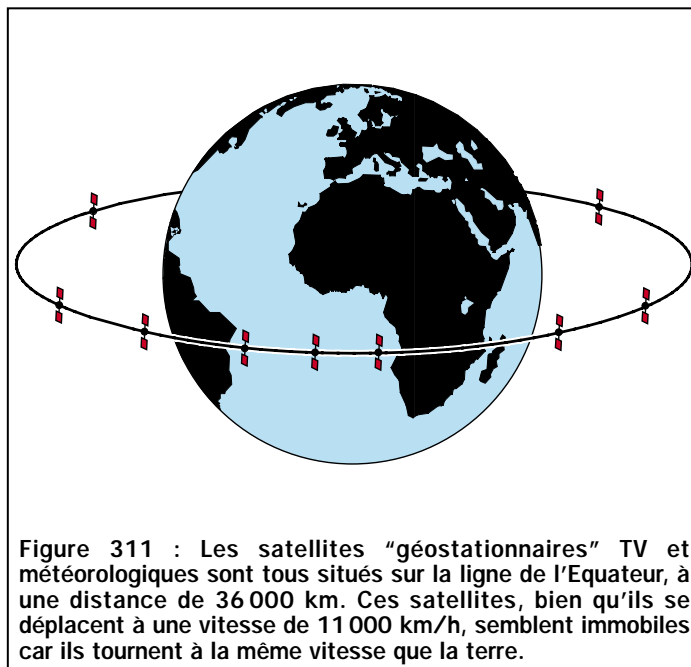 Figure 311 : Les satellites “géostationnaires” TV et
météorologiques sont tous situés sur la ligne de l'Equateur, à
une distance de 36 000 km. Ces satellites, bien qu'ils se
déplacent à une vitesse de 11 000 km/h, semblent immobiles
car ils tournent à la même vitesse que la terre.